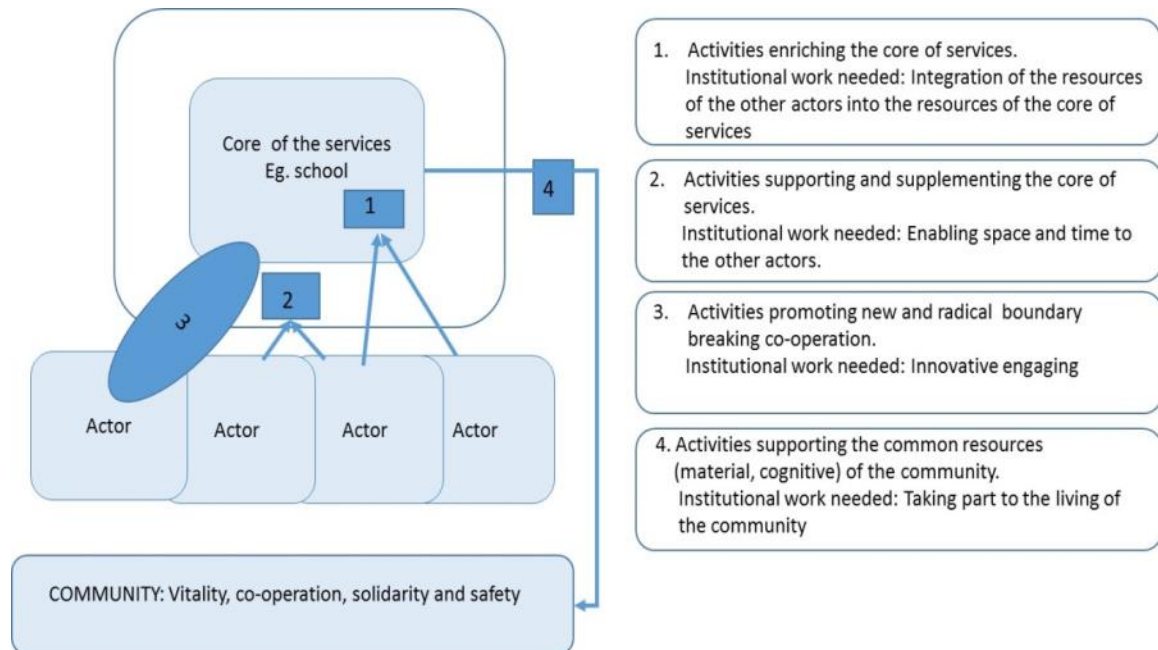 Core of the services
Eg. school
1
4
2
3
Actor
Actor
Actor
Actor
COMMUNITY: Vitality, co-operation, solidarity and safety
1. Activities enriching the core of services.
Institutional work needed: Integration of the resources
of the other actors into the resources of the core of
services
2. Activities supporting and supplementing the core of
services.
Institutional work needed: Enabling space and time to
the other actors.
3. Activities promoting new and radical boundary
breaking co-operation.
Institutional work needed: Innovative engaging
4. Activities supporting the common resources
(material, cognitive) of the community.
Institutional work needed: Taking part to the living of
the community